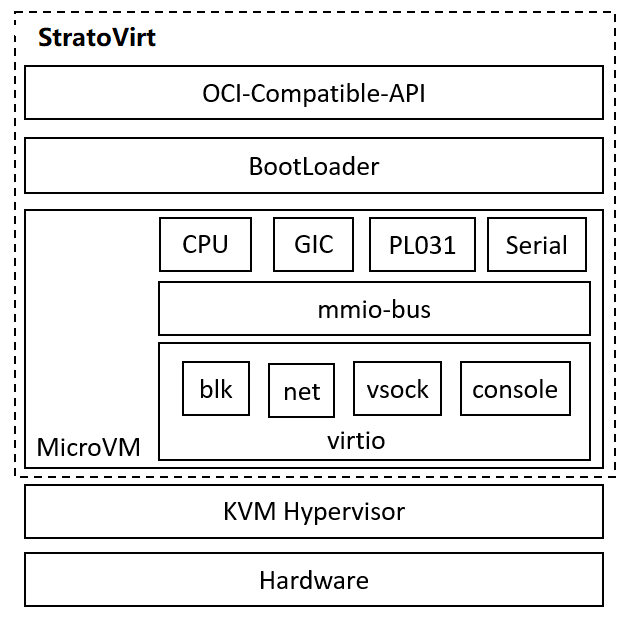 StratoVirt
OCI-Compatible-API
BootLoader
CPU GIC PL031 Serial
mmio-bus
blk net vsock console
virtio
MicroVM
KVM Hypervisor
Hardware